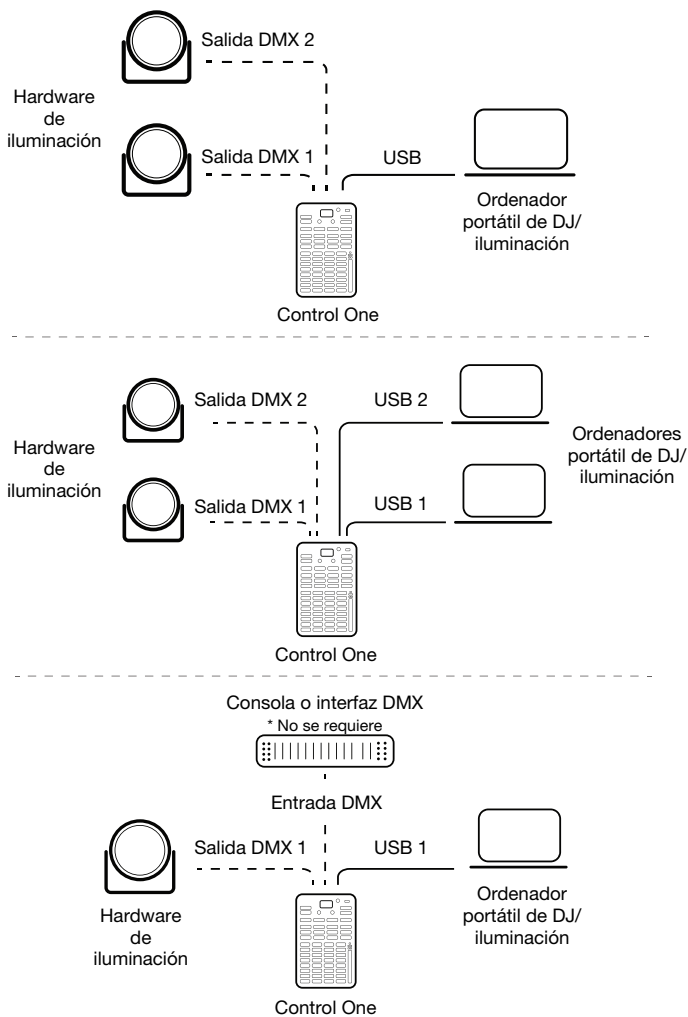 Salida DMX 2
Hardware
de
iluminación
Salida DMX 1
USB
Ordenador
portátil de DJ/
iluminación
Control One
Salida DMX 2
USB 2
Hardware
de
iluminación
Ordenadores
portátil de DJ/
iluminación
Salida DMX 1
USB 1
Control One
Consola o interfaz DMX
* No se requiere
Entrada DMX
Salida DMX 1
USB 1
Hardware
de
iluminación
Ordenador
portátil de DJ/
iluminación
Control One